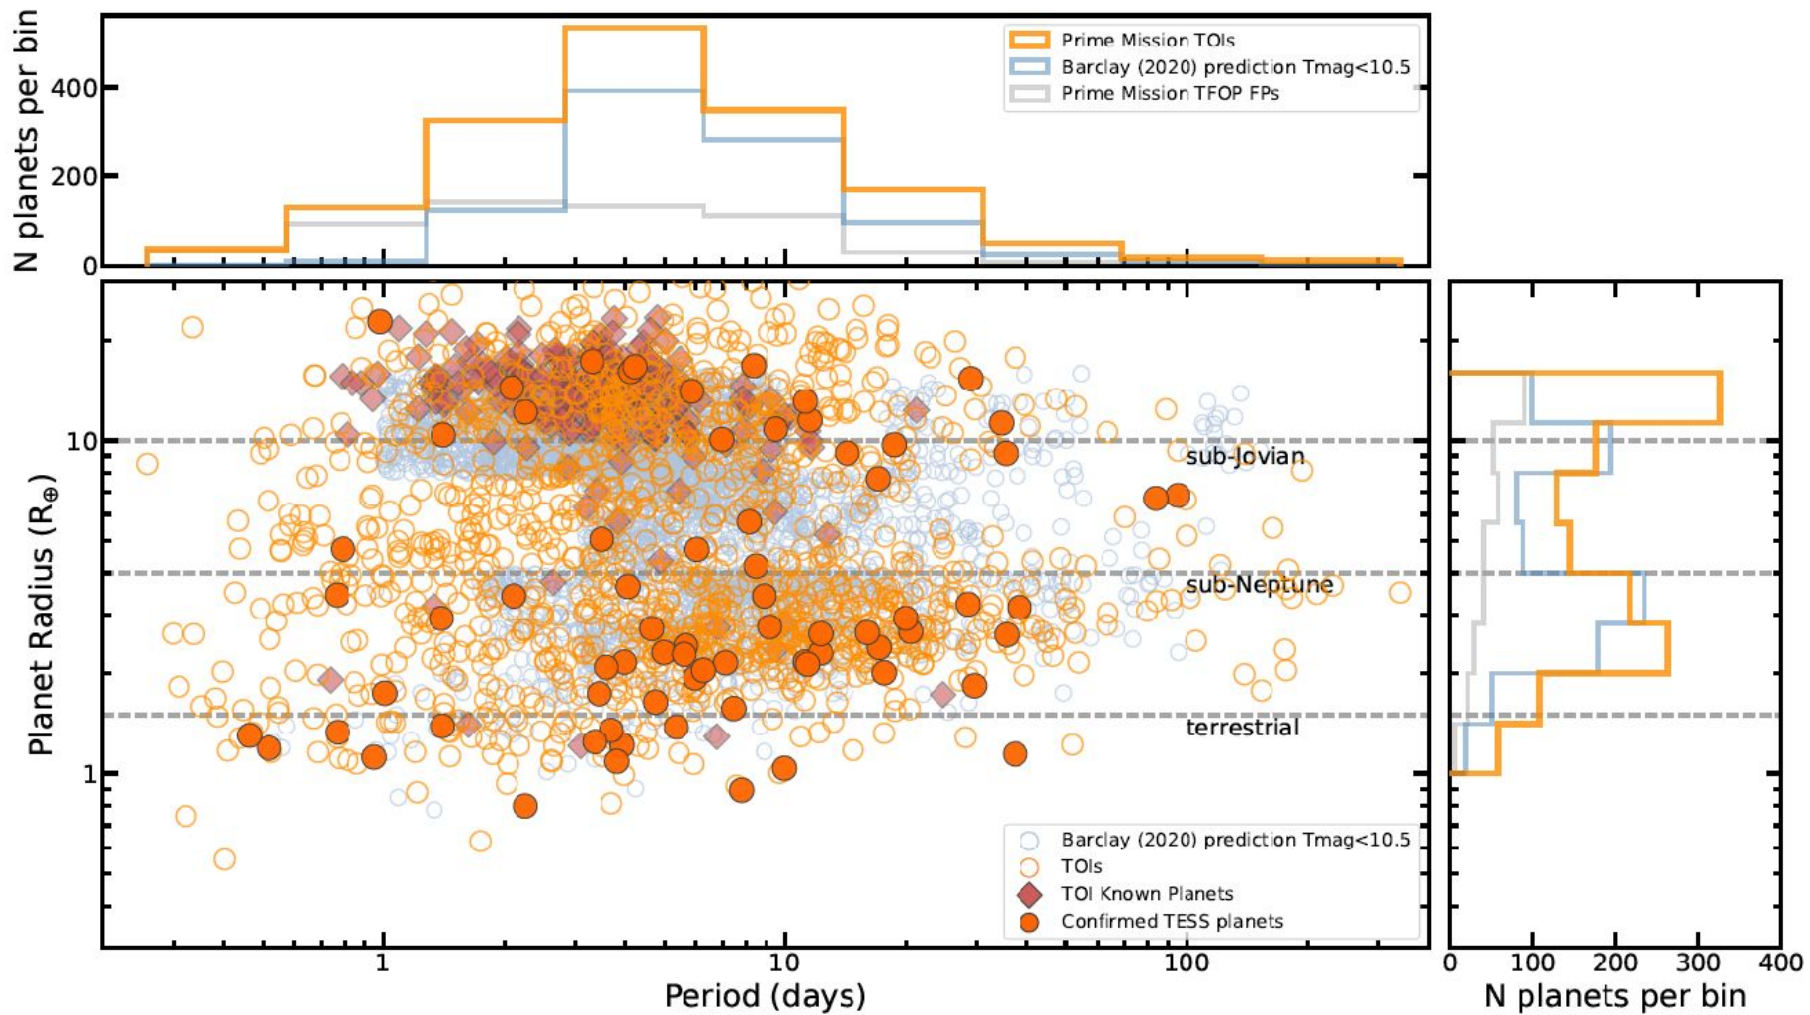 N planets per bin
400
200
0
Prime Mission TOIs
Barclay (2020) prediction Tmag<10.5
Prime Mission TFOP FPs
Planet Radius (R⊕)
10
1
sub-Jovian
sub-Neptune
terrestrial
Barclay (2020) prediction Tmag<10.5
TOIs
TOI Known Planets
Confirmed TESS planets
1 10 100
Period (days)
0 100 200 300 400
N planets per bin